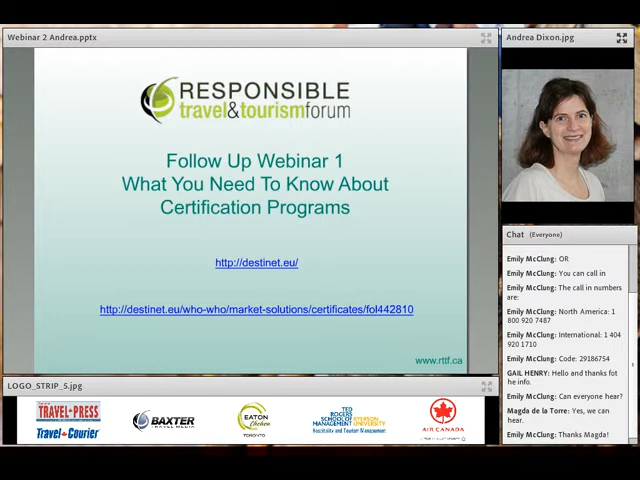 Webinar 2 Andrea.pptx
RESPONSIBLE
travel&tourismforum
Follow Up Webinar 1
What You Need To Know About
Certification Programs
http://destinet.eu/
http://destinet.eu/who-who/market-solutions/certificates/fol442810
www.rttf.ca
Andrea Dixon.jpg
Chat (Everyone)
Emily McClung: OR
Emily McClung: You can call in
Emily McClung: The call in numbers
are:
Emily McClung: North America: 1
800 920 7487
Emily McClung: International: 1 404
920 1710
Emily McClung: Code: 29186754
GAIL HENRY: Hello and thanks fot
he info.
Emily McClung: Can everyone hear?
Magda de la Torre: Yes, we can
hear.
Emily McClung: Thanks Magda!
LOGO_STRIP_5.jpg
TRAVEL PRESS
Travel Courier
BAXTER
TRAVEL MEDIA
EATON
Chelsea
TORONTO
TED
ROGERS
SCHOOL OF
MANAGEMENT
RYERSON
UNIVERSITY
Hospitality and Tourism Management
AIR CANADA